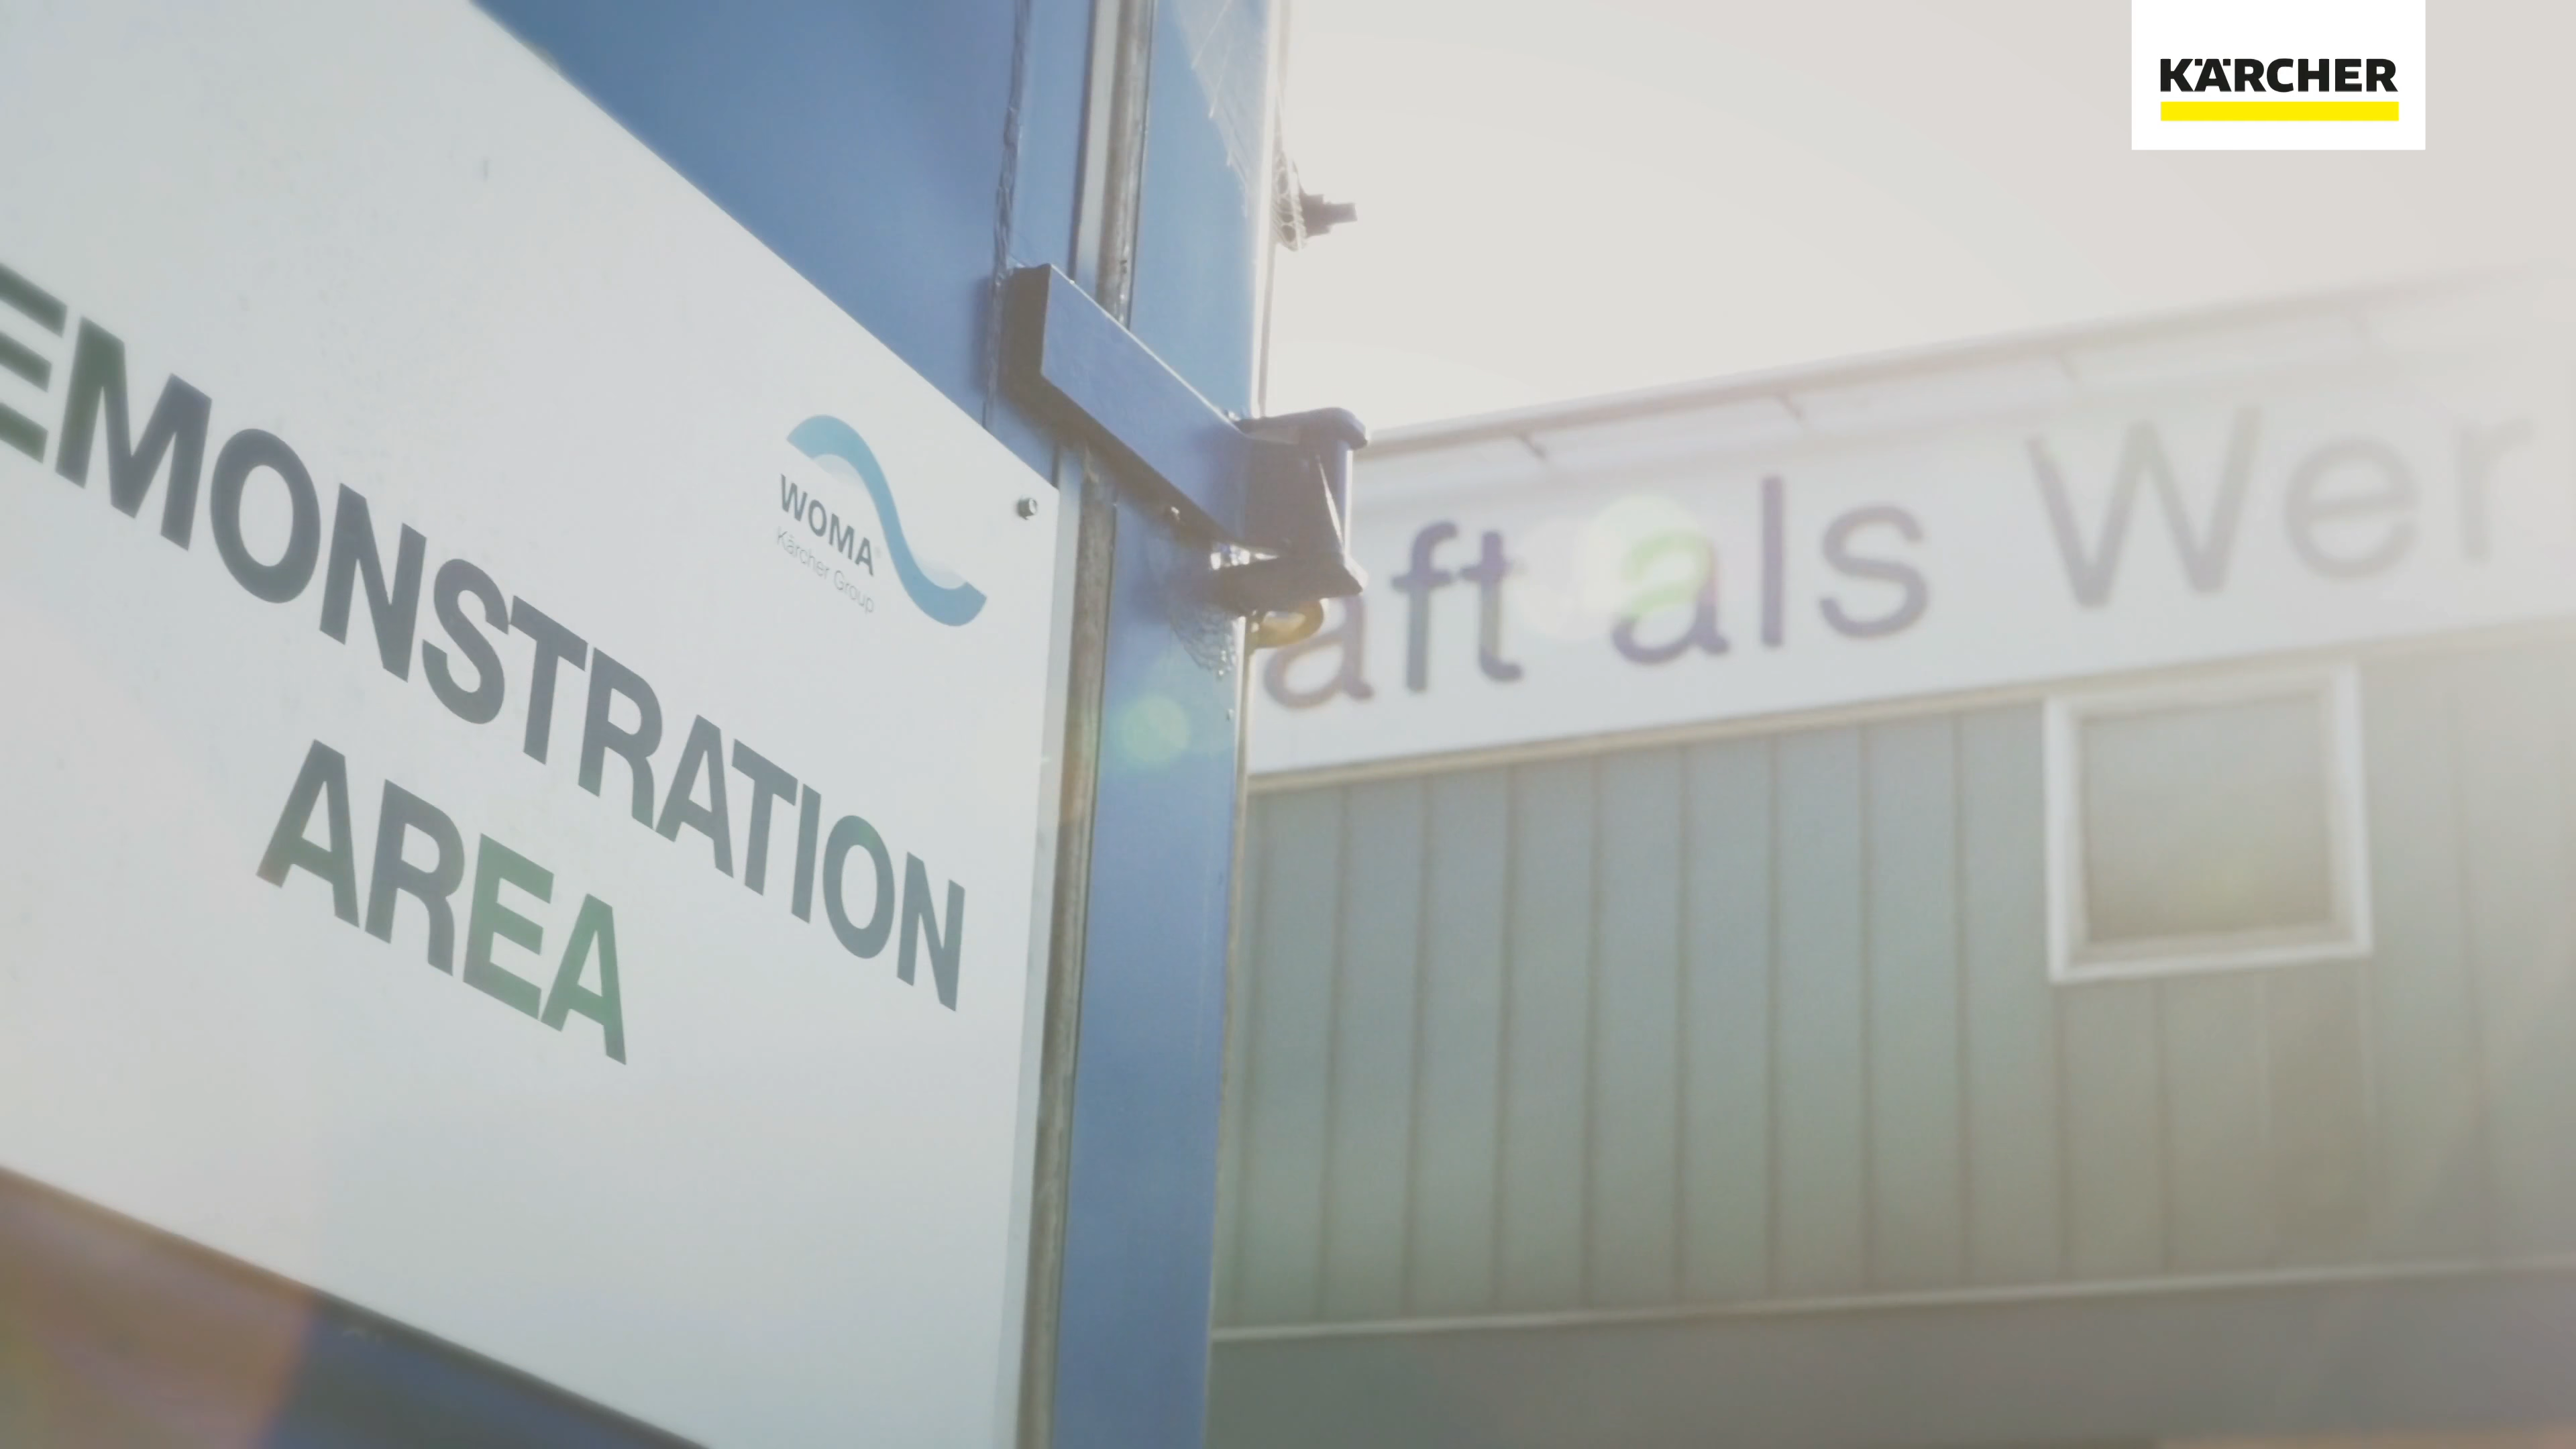 KÄRCHER
EMONSTRATION
AREA
WOMA®
Kärcher Group
aft als Wer